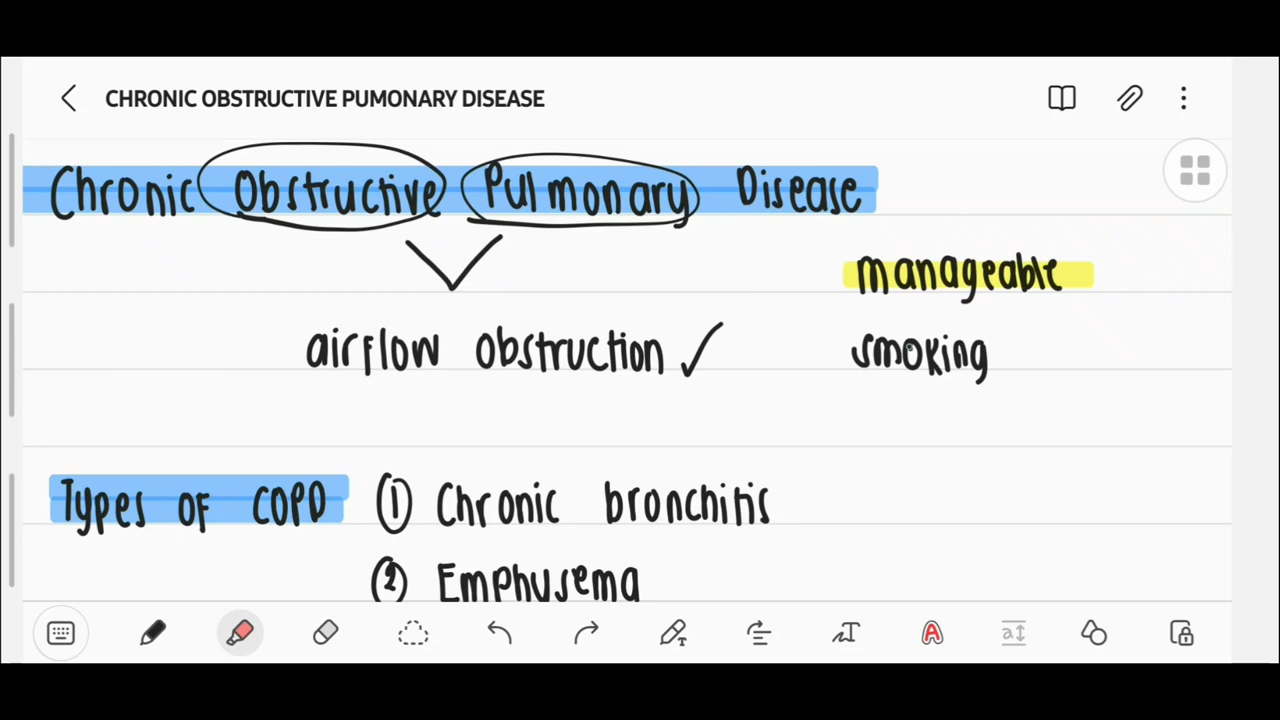 CHRONIC OBSTRUCTIVE PUMONARY DISEASE
Chronic Obstructive Pulmonary Disease
manageable
airflow obstruction ✓ smoking
Types of COPD ① Chronic bronchitis
② Emphysema